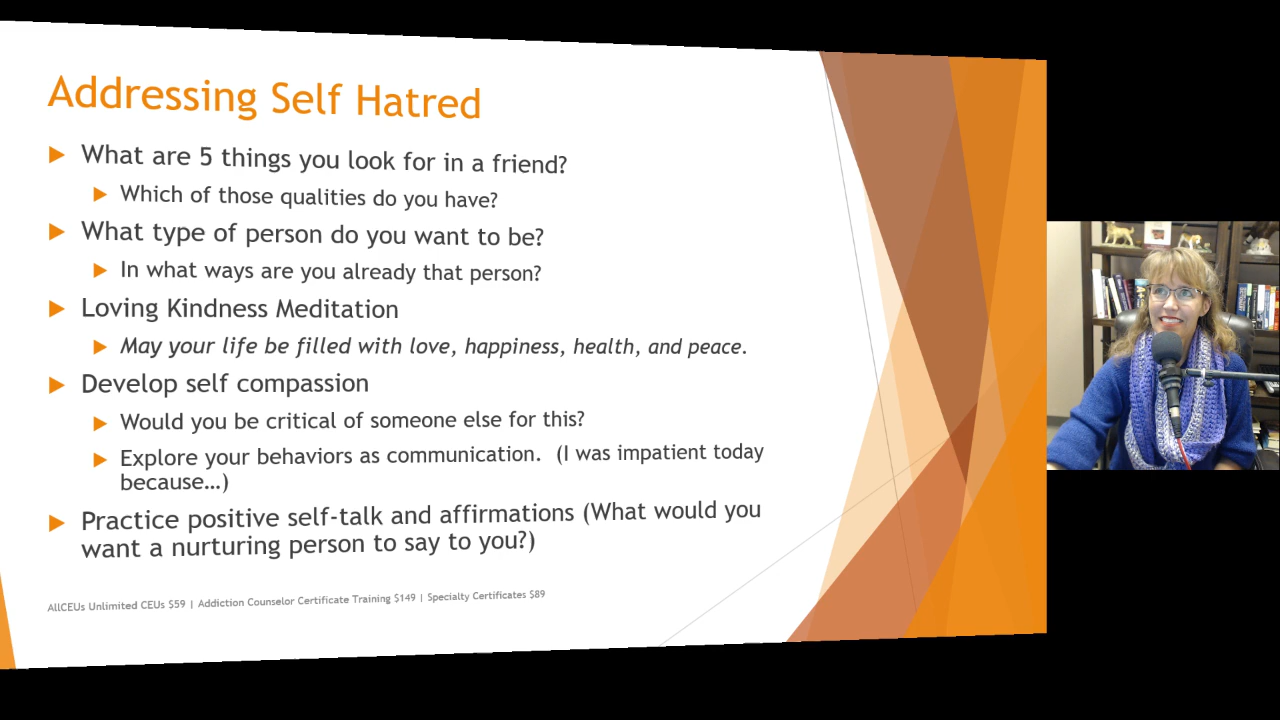 Addressing Self Hatred
What are 5 things you look for in a friend?
Which of those qualities do you have?
What type of person do you want to be?
In what ways are you already that person?
Loving Kindness Meditation
May your life be filled with love, happiness, health, and peace.
Develop self compassion
Would you be critical of someone else for this?
Explore your behaviors as communication.  (I was impatient today
because…)
Practice positive self-talk and affirmations (What would you
want a nurturing person to say to you?)
AllCEUs Unlimited CEUs $59 | Addiction Counselor Certificate Training $149 | Specialty Certificates $89